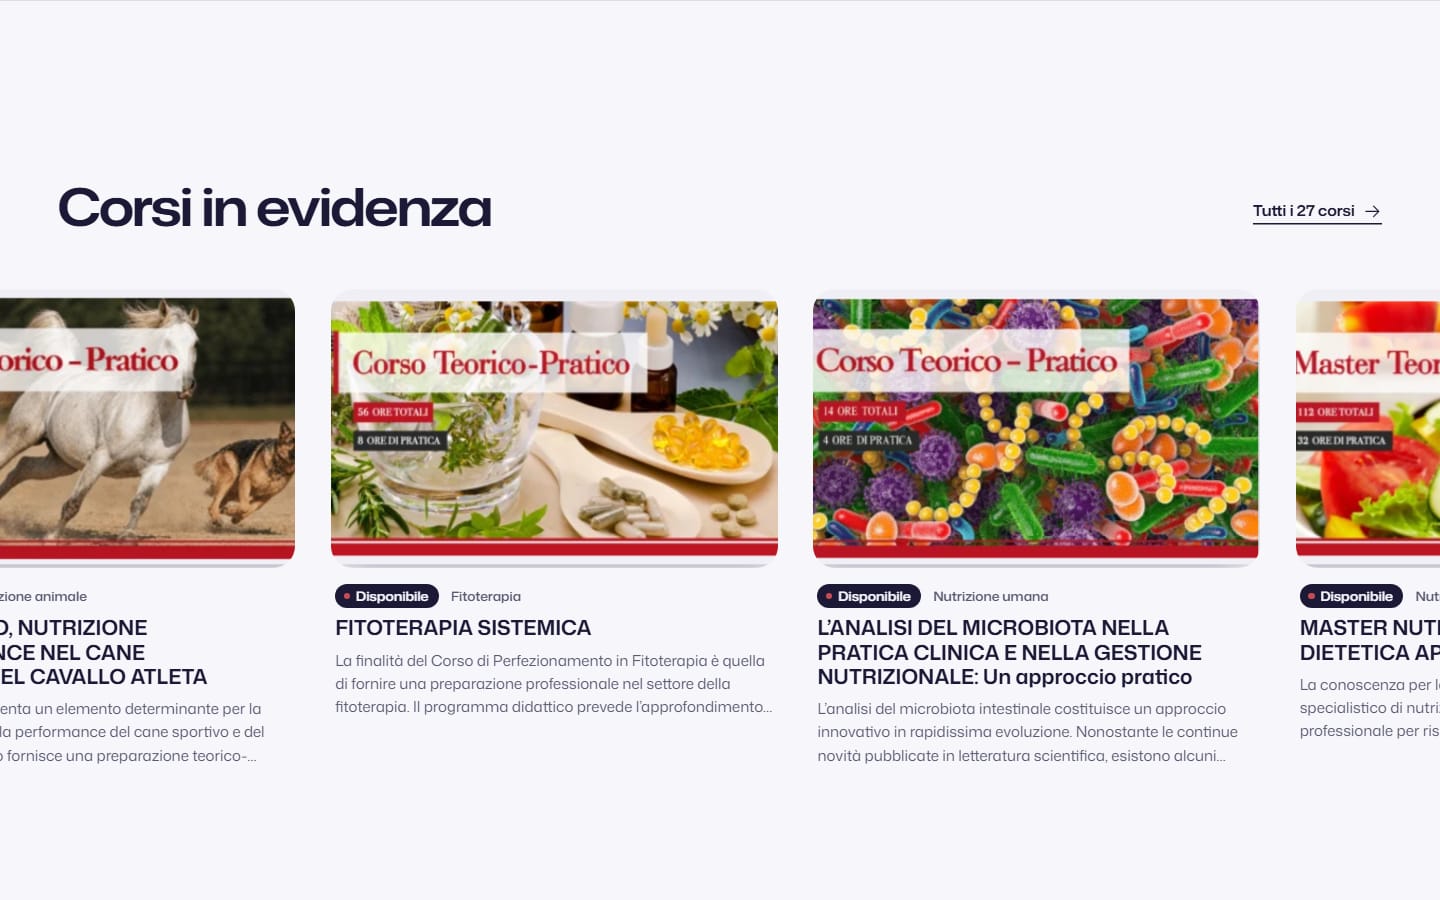 Corsi in evidenza
Tutti i 27 corsi
orico – Pratico
zione animale
O, NUTRIZIONE
NCE NEL CANE
EL CAVALLO ATLETA
enta un elemento determinante per la
la performance del cane sportivo e del
o fornisce una preparazione teorico-...
Corso Teorico-Pratico
56 ORE TOTALI
8 ORE DI PRATICA
Disponibile
Fitoterapia
FITOTERAPIA SISTEMICA
La finalità del Corso di Perfezionamento in Fitoterapia è quella
di fornire una preparazione professionale nel settore della
fitoterapia. Il programma didattico prevede l’approfondimento...
Corso Teorico – Pratico
14 ORE TOTALI
4 ORE DI PRATICA
Disponibile
Nutrizione umana
L’ANALISI DEL MICROBIOTA NELLA
PRATICA CLINICA E NELLA GESTIONE
NUTRIZIONALE: Un approccio pratico
L’analisi del microbiota intestinale costituisce un approccio
innovativo in rapidissima evoluzione. Nonostante le continue
novità pubblicate in letteratura scientifica, esistono alcuni...
Master Teor
112 ORE TOTALI
32 ORE DI PRATICA
Disponibile
Nut
MASTER NUTR
DIETETICA AP
La conoscenza per l
specialistico di nutri
professionale per ris